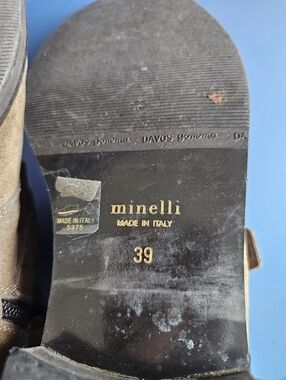 DAVOS gomma · DAVOS gomma · DA
minelli
MADE IN ITALY
39
MADE IN ITALY
5375